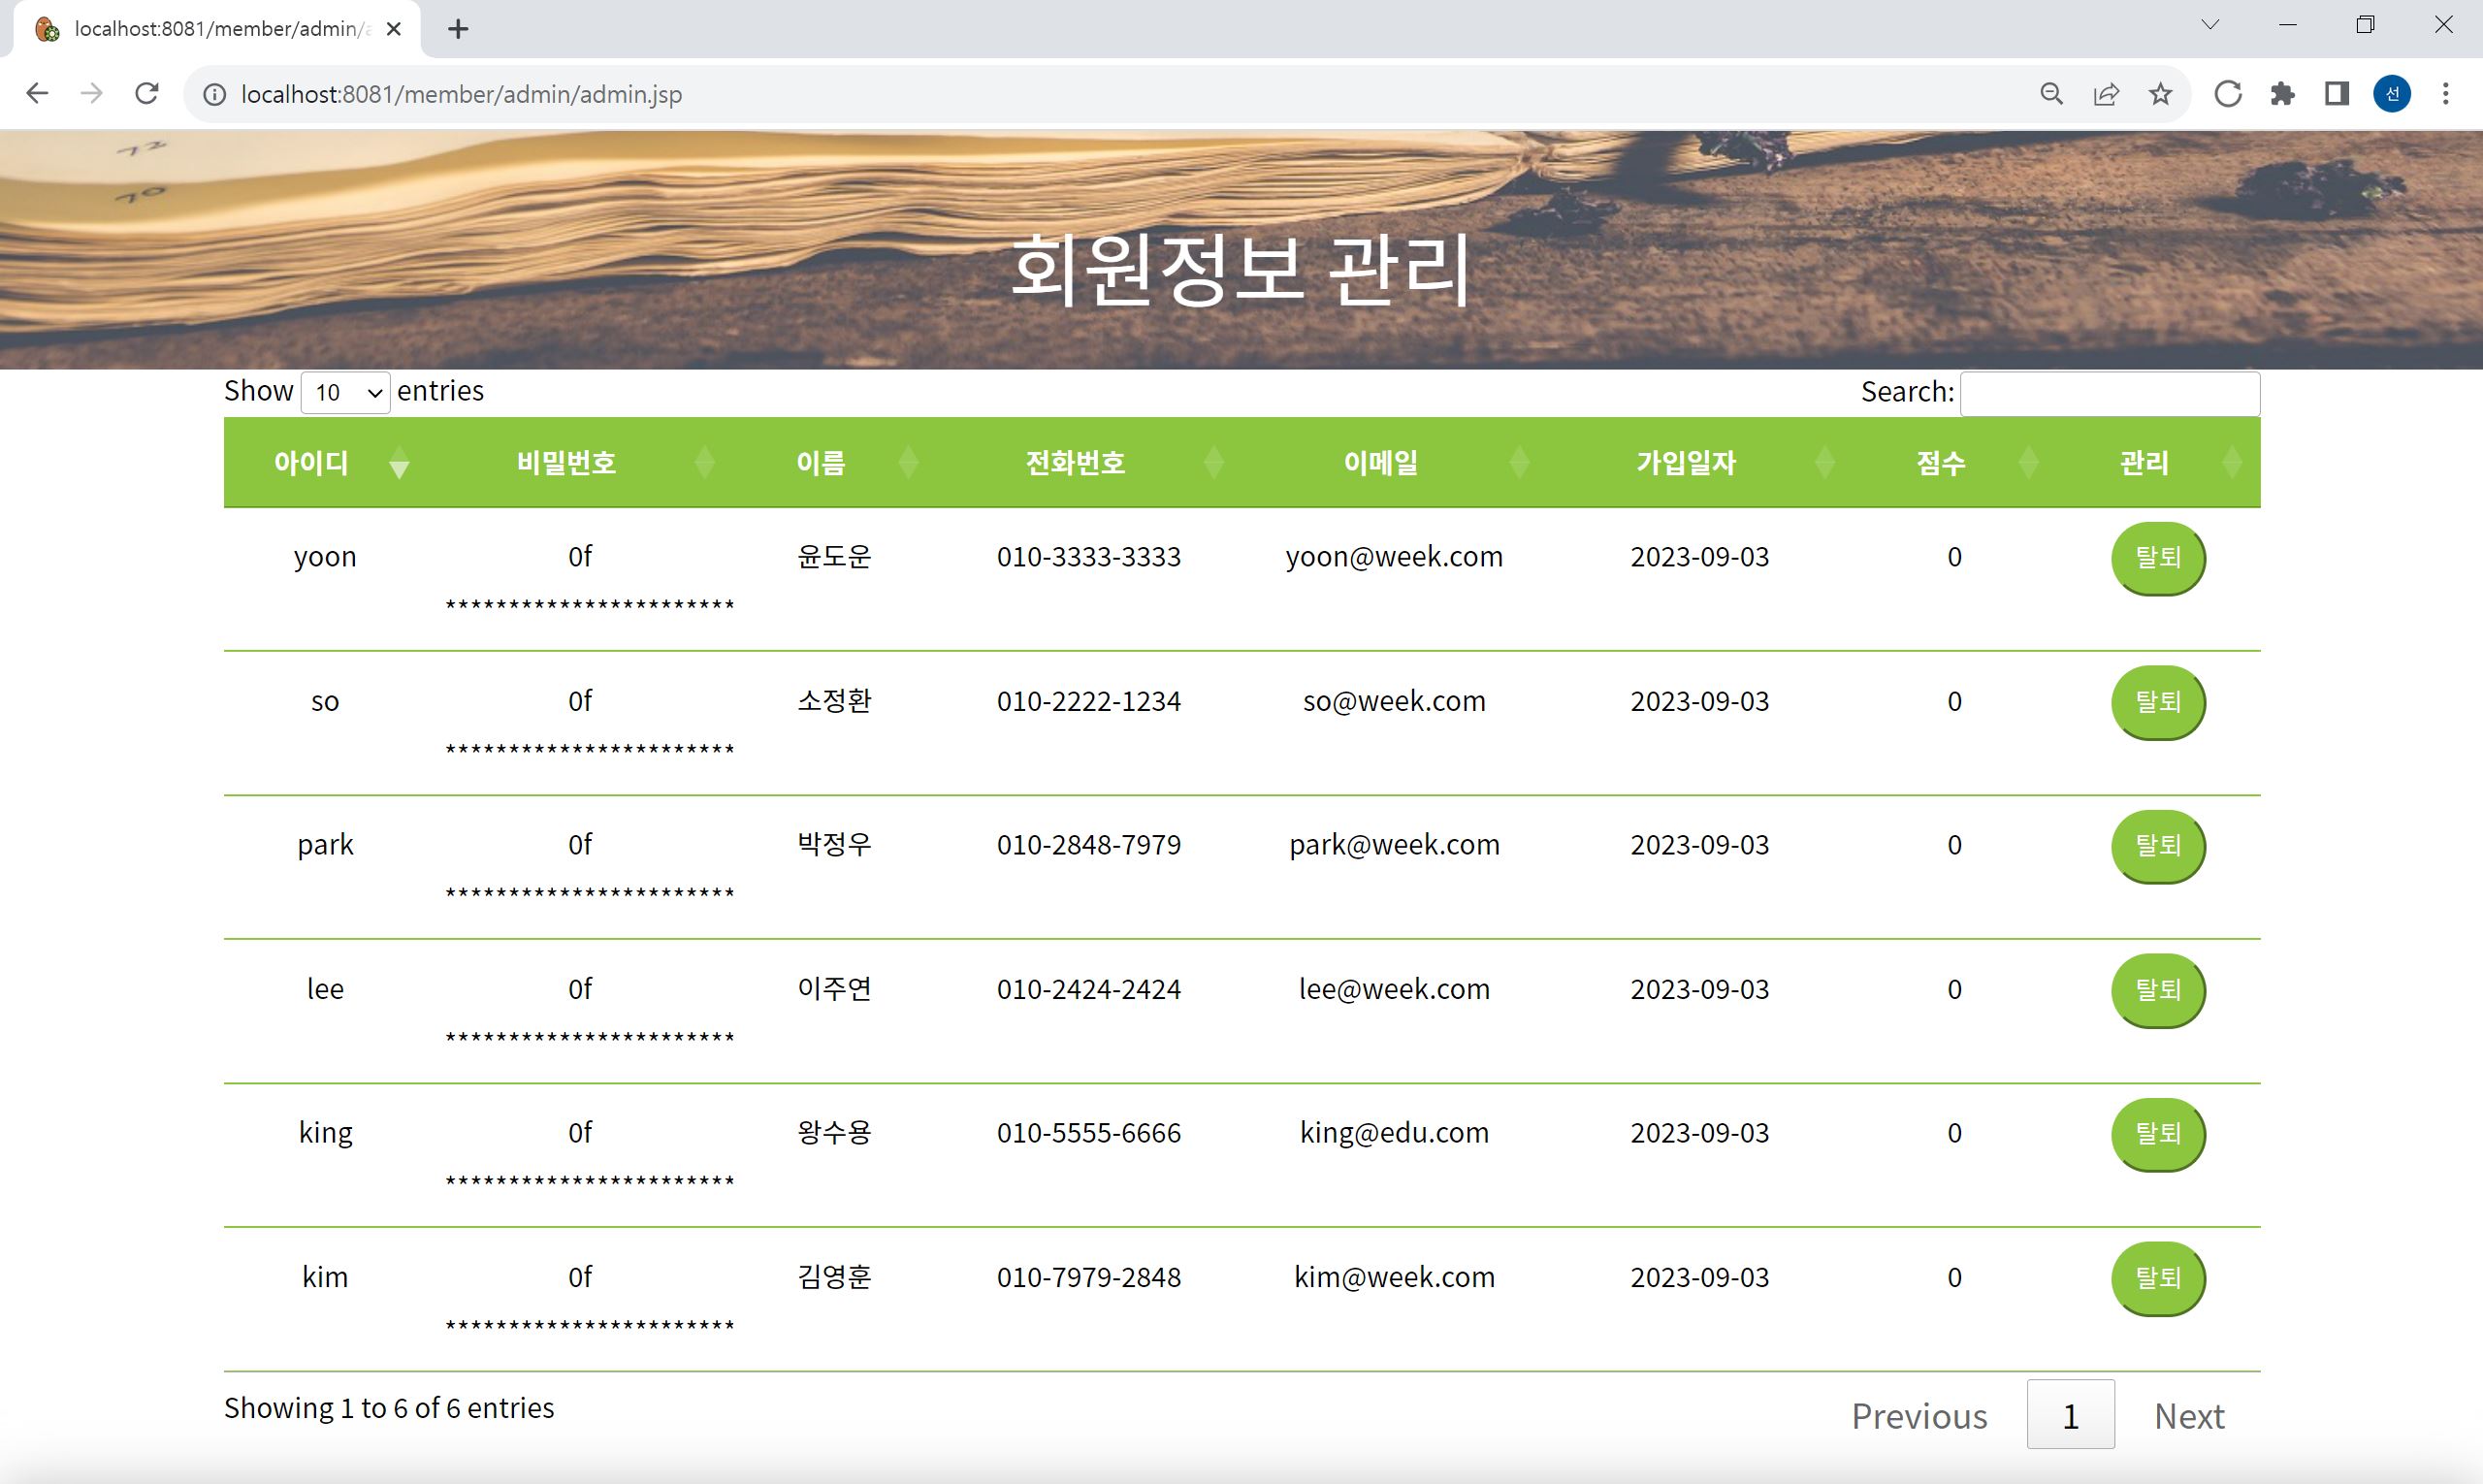 localhost:8081/member/admin/
localhost:8081/member/admin/admin.jsp
선
72
70
회원정보 관리
Show 10 entries
Search:
아이디 비밀번호 이름 전화번호 이메일 가입일자 점수 관리
yoon 0f 윤도운 010-3333-3333 yoon@week.com 2023-09-03 0 탈퇴
***********************
so 0f 소정환 010-2222-1234 so@week.com 2023-09-03 0 탈퇴
***********************
park 0f 박정우 010-2848-7979 park@week.com 2023-09-03 0 탈퇴
***********************
lee 0f 이주연 010-2424-2424 lee@week.com 2023-09-03 0 탈퇴
***********************
king 0f 왕수용 010-5555-6666 king@edu.com 2023-09-03 0 탈퇴
***********************
kim 0f 김영훈 010-7979-2848 kim@week.com 2023-09-03 0 탈퇴
***********************
Showing 1 to 6 of 6 entries
Previous 1 Next